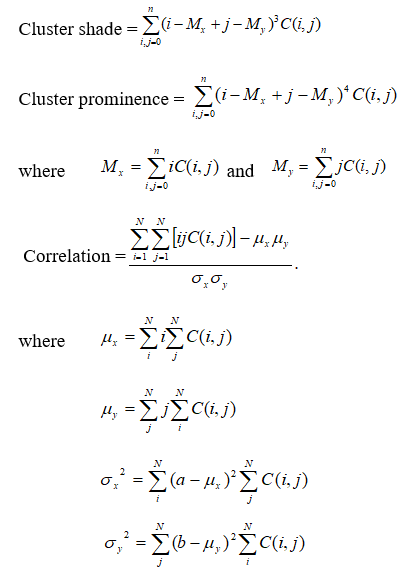 Cluster shade = \sum_{i,j=0}^{n} (i - M_x + j - M_y)^3 C(i,j)
Cluster prominence = \sum_{i,j=0}^{n} (i - M_x + j - M_y)^4 C(i,j)
where M_x = \sum_{i,j=0}^{n} iC(i,j) and M_y = \sum_{i,j=0}^{n} jC(i,j)
Correlation = \frac{\sum_{i=1}^{N} \sum_{j=1}^{N} [ijC(i,j)] - \mu_x \mu_y}{\sigma_x \sigma_y}.
where \mu_x = \sum_{i}^{N} i \sum_{j}^{N} C(i,j)
\mu_y = \sum_{j}^{N} j \sum_{i}^{N} C(i,j)
\sigma_x^2 = \sum_{i}^{N} (a - \mu_x)^2 \sum_{j}^{N} C(i,j)
\sigma_y^2 = \sum_{j}^{N} (b - \mu_y)^2 \sum_{i}^{N} C(i,j)